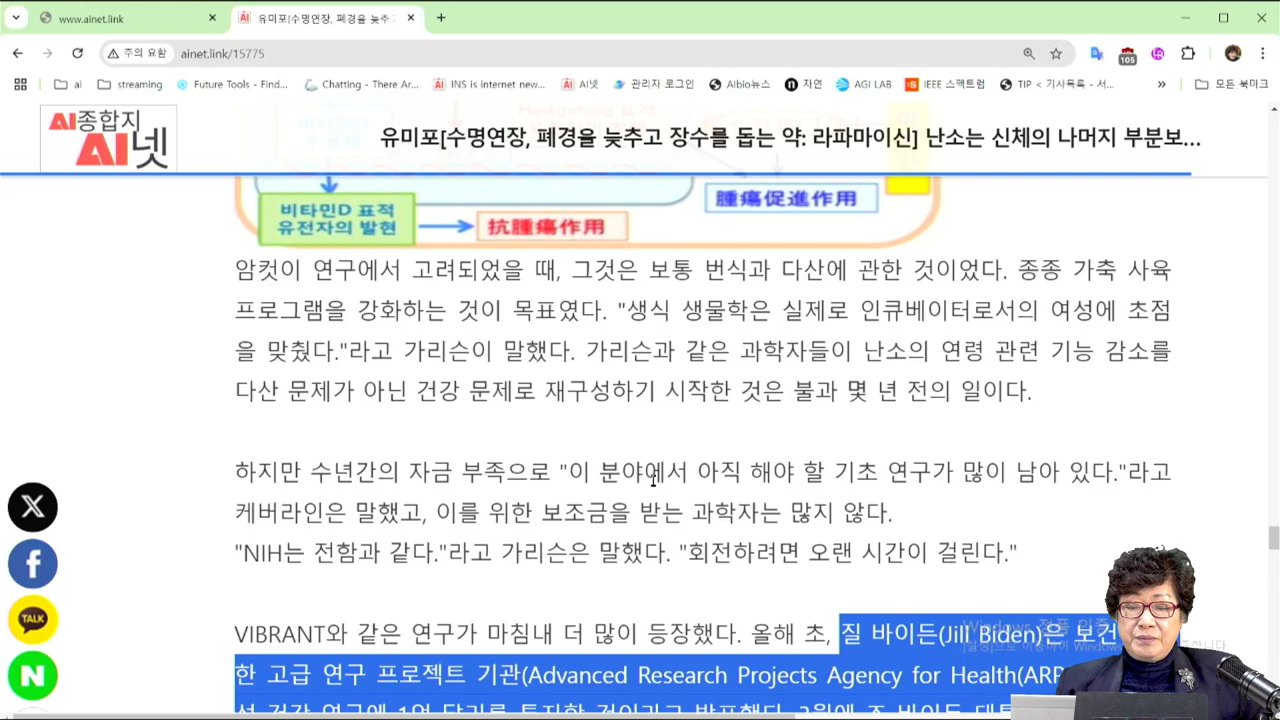 www.ainet.link
유미포[수명연장, 폐경을 늦추
주의 요함
ainet.link/15775
105
ai
streaming
Future Tools - Find...
Chatting - There Ar...
INS is internet new...
AI넷
관리자 로그인
AIbio뉴스
자연
AGI LAB
IEEE 스펙트럼
TIP < 기사목록 - 서...
모든 북마크
AI종합지
AI넷
유미포[수명연장, 폐경을 늦추고 장수를 돕는 약: 라파마이신] 난소는 신체의 나머지 부분보...
비타민D 표적
유전자의 발현
抗腫瘍作用
腫瘍促進作用
암컷이 연구에서 고려되었을 때, 그것은 보통 번식과 다산에 관한 것이었다. 종종 가축 사육
프로그램을 강화하는 것이 목표였다. "생식 생물학은 실제로 인큐베이터로서의 여성에 초점
을 맞췄다."라고 가리슨이 말했다. 가리슨과 같은 과학자들이 난소의 연령 관련 기능 감소를
다산 문제가 아닌 건강 문제로 재구성하기 시작한 것은 불과 몇 년 전의 일이다.
하지만 수년간의 자금 부족으로 "이 분야에서 아직 해야 할 기초 연구가 많이 남아 있다."라고
케버라인은 말했고, 이를 위한 보조금을 받는 과학자는 많지 않다.
"NIH는 전함과 같다."라고 가리슨은 말했다. "회전하려면 오랜 시간이 걸린다."
VIBRANT와 같은 연구가 마침내 더 많이 등장했다. 올해 초, 질 바이든(Jill Biden)은 보건
한 고급 연구 프로젝트 기관(Advanced Research Projects Agency for Health(ARP
TALK
N
Windows 정품 인증